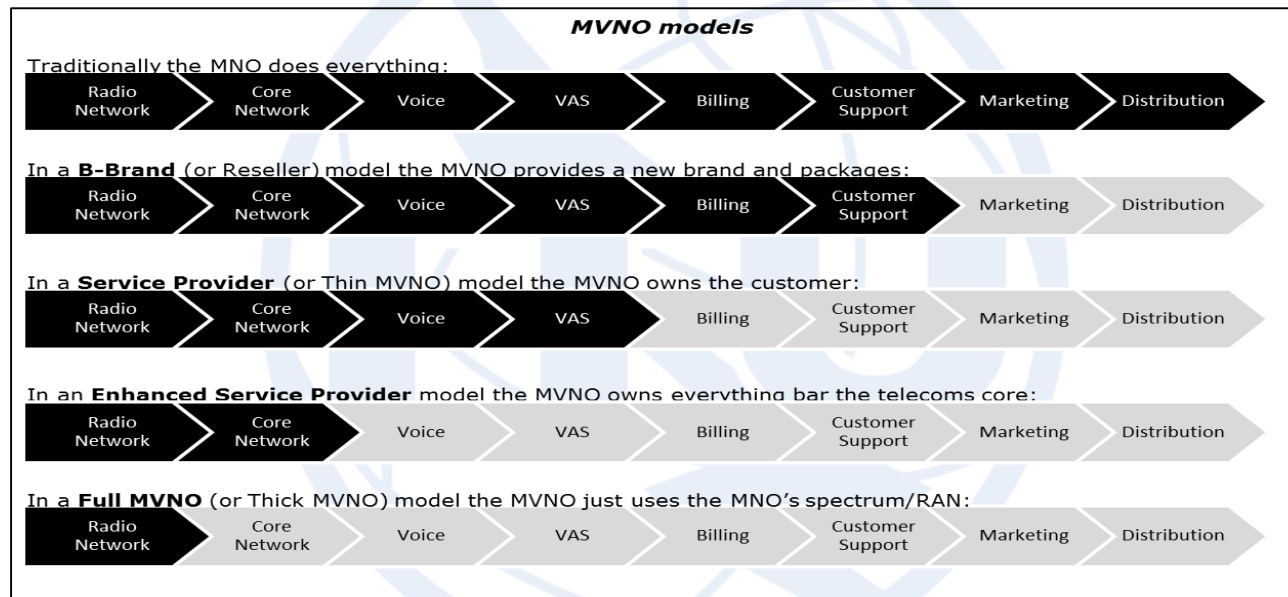 MVNO models
Traditionally the MNO does everything:
Radio Network Core Network Voice VAS Billing Customer Support Marketing Distribution
In a B-Brand (or Reseller) model the MVNO provides a new brand and packages:
Radio Network Core Network Voice VAS Billing Customer Support Marketing Distribution
In a Service Provider (or Thin MVNO) model the MVNO owns the customer:
Radio Network Core Network Voice VAS Billing Customer Support Marketing Distribution
In an Enhanced Service Provider model the MVNO owns everything bar the telecoms core:
Radio Network Core Network Voice VAS Billing Customer Support Marketing Distribution
In a Full MVNO (or Thick MVNO) model the MVNO just uses the MNO's spectrum/RAN:
Radio Network Core Network Voice VAS Billing Customer Support Marketing Distribution